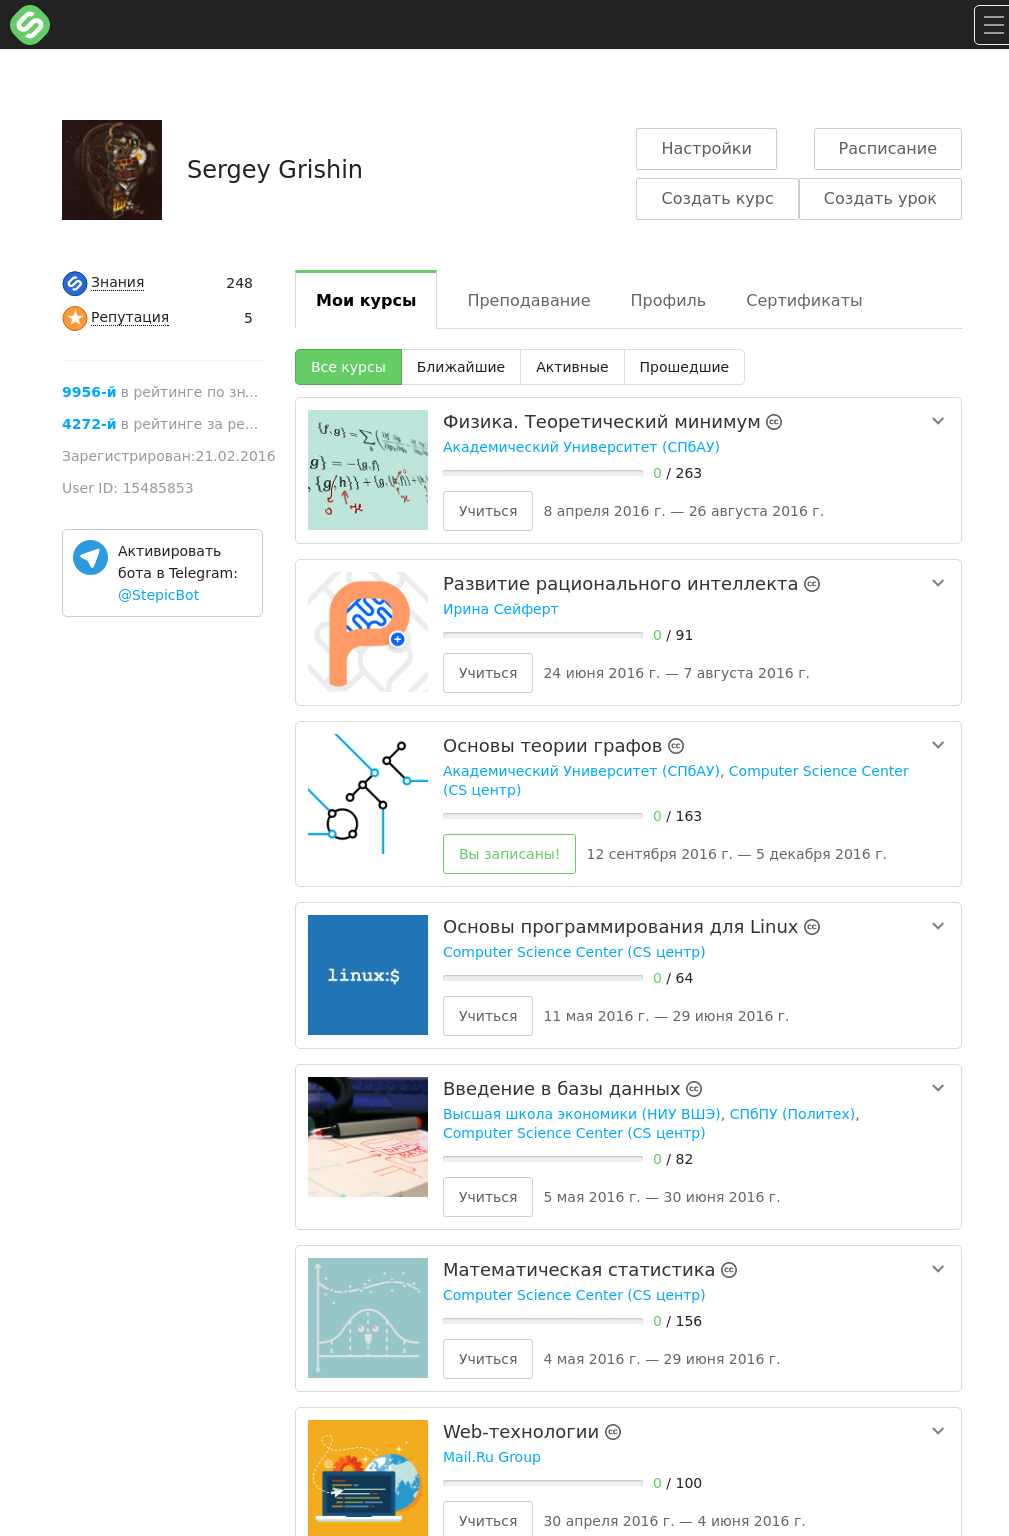 Sergey Grishin
Настройки
Расписание
Создать курс
Создать урок
Знания 248
Репутация 5
9956-й в рейтинге по зн...
4272-й в рейтинге за ре...
Зарегистрирован:21.02.2016
User ID: 15485853
Активировать
бота в Telegram:
@StepicBot
Мои курсы Преподавание Профиль Сертификаты
Все курсы Ближайшие Активные Прошедшие
Физика. Теоретический минимум
Академический Университет (СПбАУ)
0 / 263
Учиться 8 апреля 2016 г. — 26 августа 2016 г.
Развитие рационального интеллекта
Ирина Сейферт
0 / 91
Учиться 24 июня 2016 г. — 7 августа 2016 г.
Основы теории графов
Академический Университет (СПбАУ), Computer Science Center
(CS центр)
0 / 163
Вы записаны! 12 сентября 2016 г. — 5 декабря 2016 г.
linux:$
Основы программирования для Linux
Computer Science Center (CS центр)
0 / 64
Учиться 11 мая 2016 г. — 29 июня 2016 г.
Введение в базы данных
Высшая школа экономики (НИУ ВШЭ), СПбПУ (Политех),
Computer Science Center (CS центр)
0 / 82
Учиться 5 мая 2016 г. — 30 июня 2016 г.
Математическая статистика
Computer Science Center (CS центр)
0 / 156
Учиться 4 мая 2016 г. — 29 июня 2016 г.
Web-технологии
Mail.Ru Group
0 / 100
Учиться 30 апреля 2016 г. — 4 июня 2016 г.